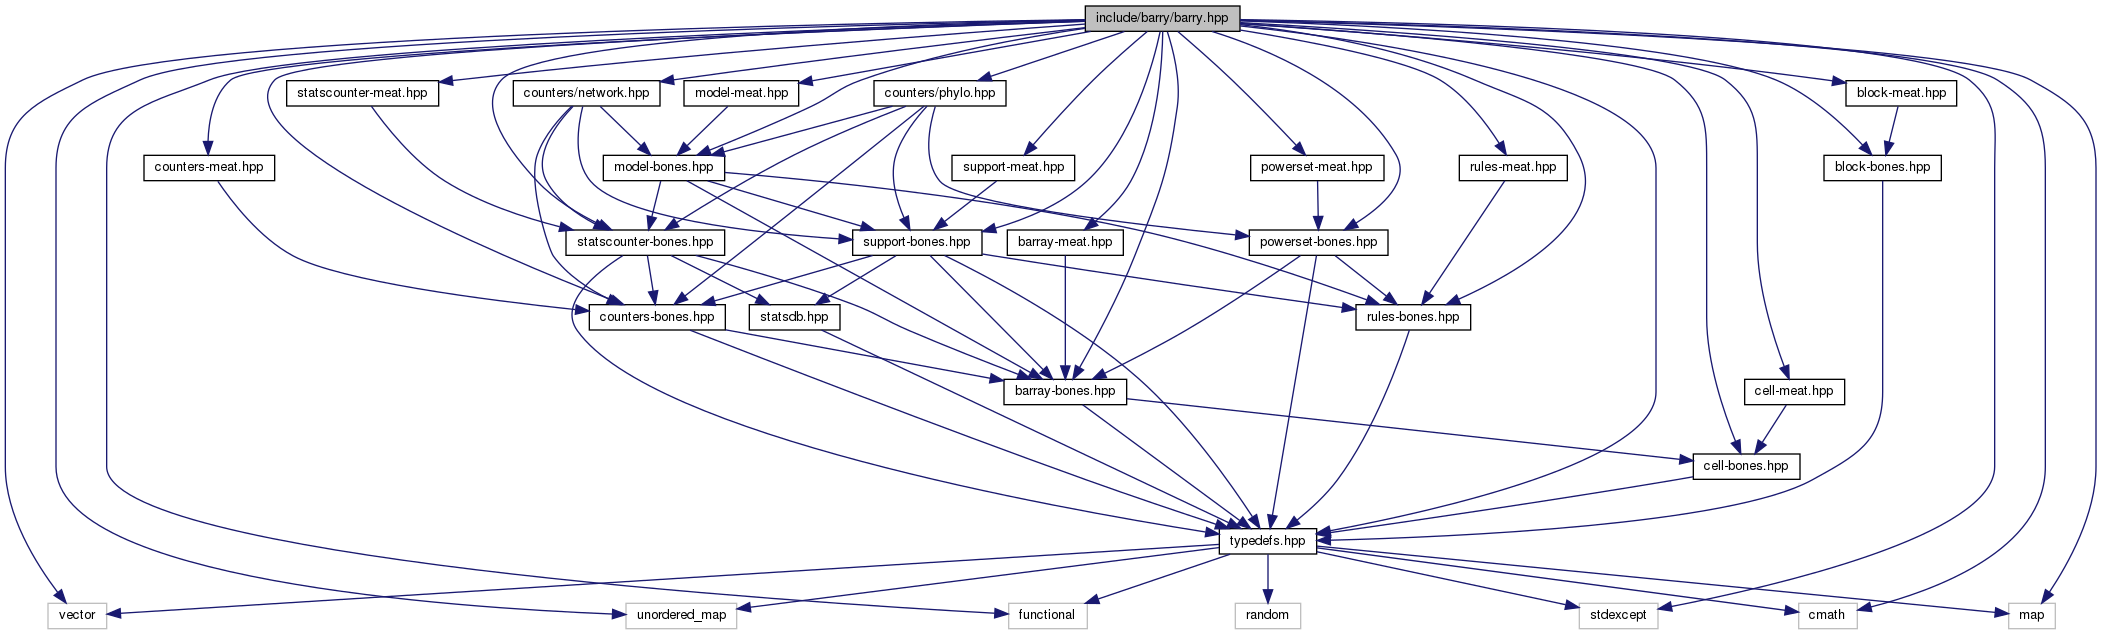 include/barry/barry.hpp
statscounter-meat.hpp
counters/network.hpp
model-meat.hpp
counters/phylo.hpp
block-meat.hpp
counters-meat.hpp
model-bones.hpp
support-meat.hpp
powerset-meat.hpp
rules-meat.hpp
block-bones.hpp
statscounter-bones.hpp
support-bones.hpp
barray-meat.hpp
powerset-bones.hpp
counters-bones.hpp
statsdb.hpp
rules-bones.hpp
barray-bones.hpp
cell-meat.hpp
cell-bones.hpp
typedefs.hpp
vector
unordered_map
functional
random
stdexcept
cmath
map